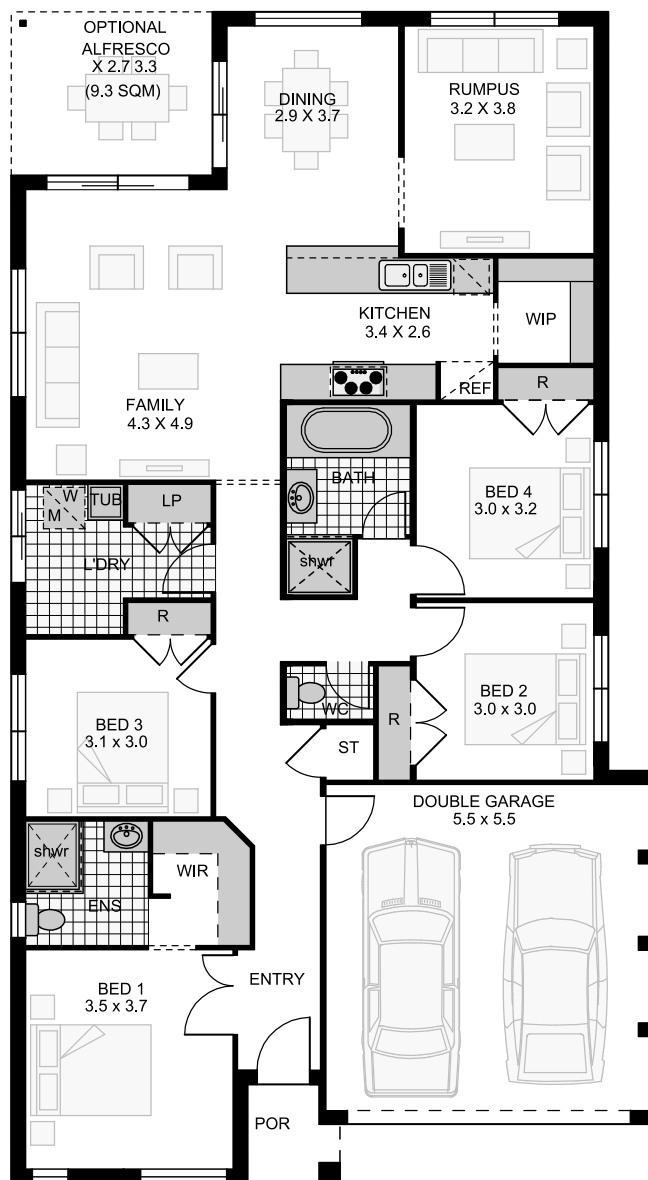 OPTIONAL
ALFRESCO
X 2.7 3.3
(9.3 SQM)
DINING
2.9 X 3.7
RUMPUS
3.2 X 3.8
KITCHEN
3.4 X 2.6
WIP
REF
R
FAMILY
4.3 X 4.9
BATH
BED 4
3.0 X 3.2
W
M
TUB
LP
L'DRY
shwr
R
BED 3
3.1 x 3.0
WC
R
BED 2
3.0 x 3.0
ST
DOUBLE GARAGE
5.5 x 5.5
shwr
WIR
ENS
BED 1
3.5 x 3.7
ENTRY
POR